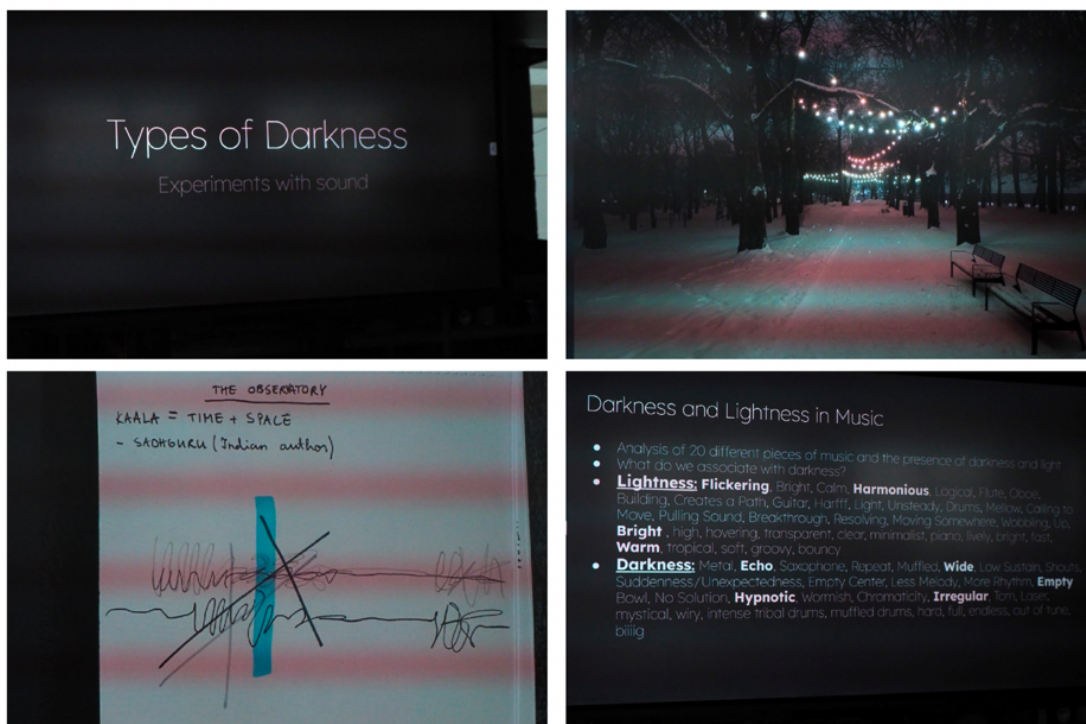 Types of Darkness
Experiments with sound
THE OBSERVATORY
KAALA = TIME + SPACE
- SADHGURU (Indian author)
Darkness and Lightness in Music
Analysis of 20 different pieces of music and the presence of darkness and light
What do we associate with darkness?
Lightness: Flickering, Bright, Calm, Harmonious, Logical, Flute, Oboe,
Building, Creates a Path, Guitar, Harfff, Light, Unsteady, Drums, Mellow, Calling to
Move, Pulling Sound, Breakthrough, Resolving, Moving Somewhere, Wobbling, Up,
Bright , high, hovering, transparent, clear, minimalist, piano, lively, bright, fast,
Warm, tropical, soft, groovy, bouncy
Darkness: Metal, Echo, Saxophone, Repeat, Muffled, Wide, Low Sustain, Shouts,
Suddenness/Unexpectedness, Empty Center, Less Melody, More Rhythm, Empty
Bowl, No Solution, Hypnotic, Wormish, Chromaticity, Irregular, Torn, Laser,
mystical, wiry, intense tribal drums, muffled drums, hard, full, endless, out of tune,
biiiig